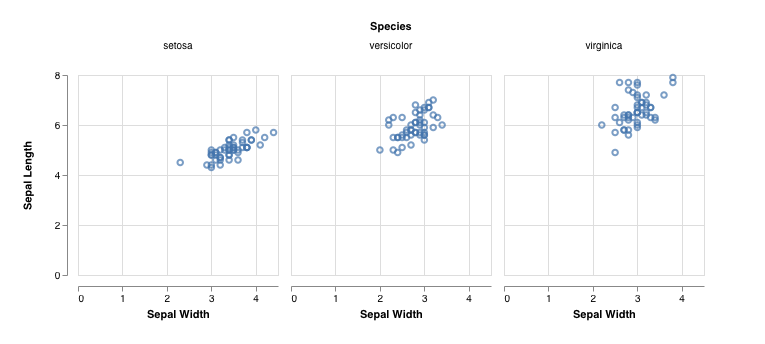 Species
setosa versicolor virginica
8
6
4
2
0
Sepal Length
0 1 2 3 4 0 1 2 3 4 0 1 2 3 4
Sepal Width Sepal Width Sepal Width